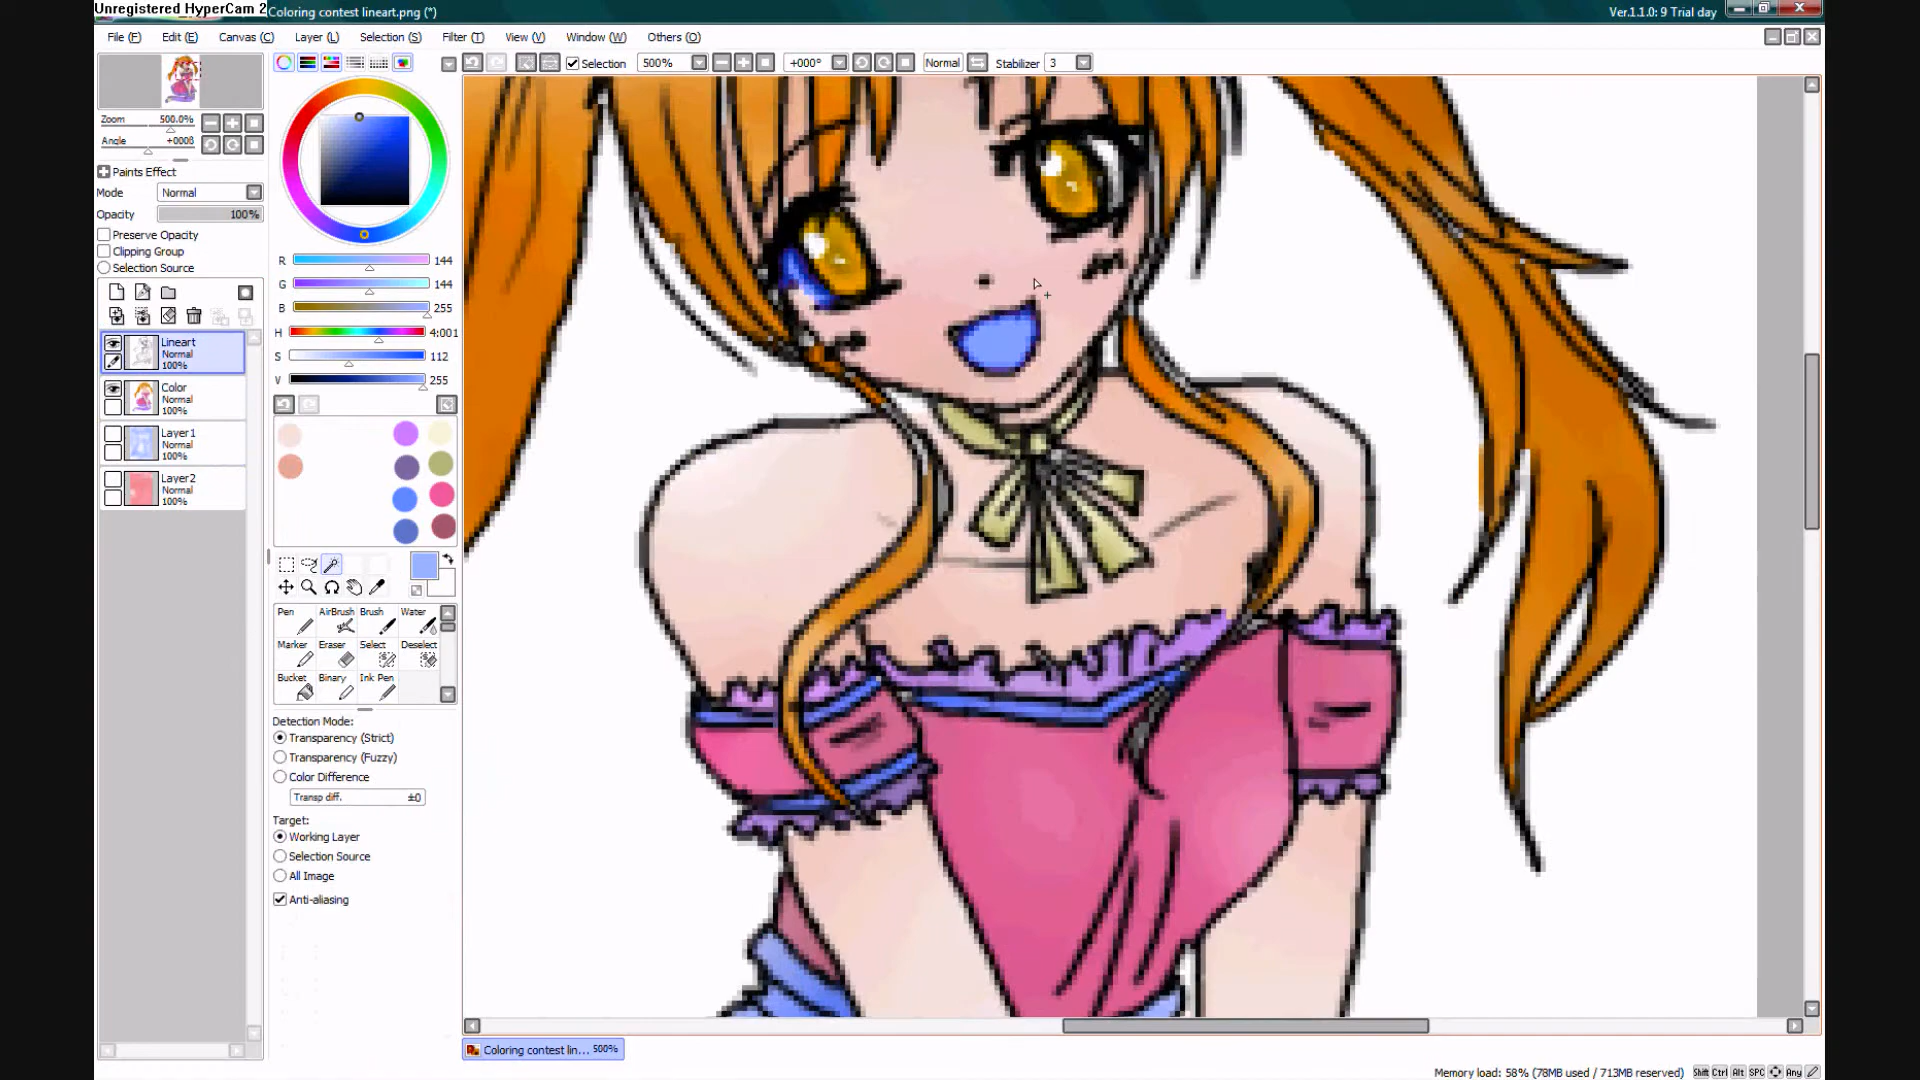 Unregistered HyperCam 2
Coloring contest lineart.png (*)
Ver.1.1.0: 9 Trial day
File (F) Edit (E) Canvas (C) Layer (L) Selection (S) Filter (T) View (V) Window (W) Others (O)
Selection 500% +000° Normal Stabilizer 3
Zoom 500.0%
Angle +000ß
Paints Effect
Mode Normal
Opacity 100%
Preserve Opacity
Clipping Group
Selection Source
Lineart
Normal
100%
Color
Normal
100%
Layer1
Normal
100%
Layer2
Normal
100%
R 144
G 144
B 255
H 4:001
S 112
V 255
Pen AirBrush Brush Water
Marker Eraser Select Deselect
Bucket Binary Ink Pen
Detection Mode:
Transparency (Strict)
Transparency (Fuzzy)
Color Difference
Transp diff. ±0
Target:
Working Layer
Selection Source
All Image
Anti-aliasing
Coloring contest lin... 500%
Memory load: 58% (78MB used / 713MB reserved) Shift Ctrl Alt SPC Any